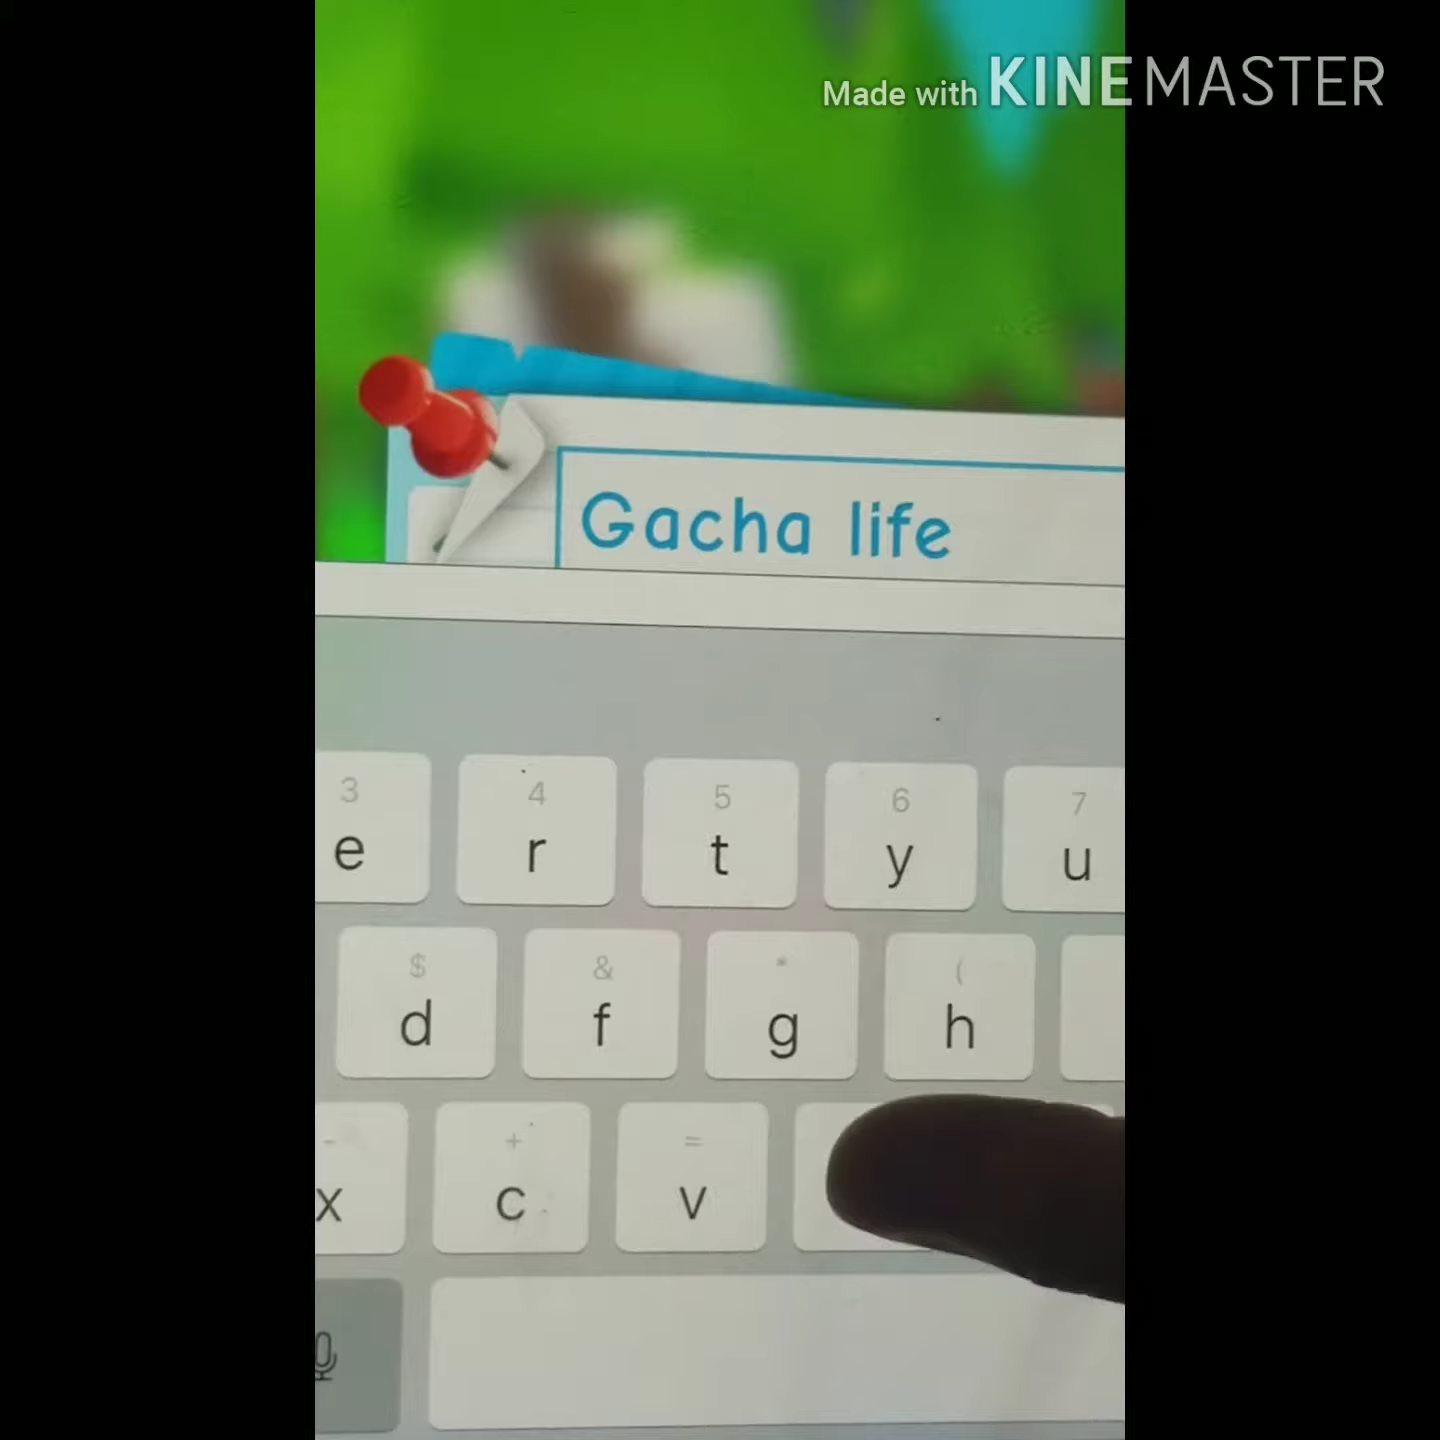 Made with KINEMASTER
Gacha life
3 4 5 6 7
e r t y u
$ & * (
d f g h
- + =
x c v